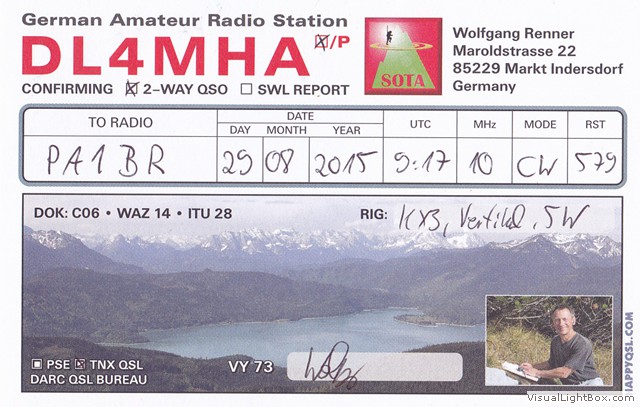 German Amateur Radio Station
DL4MHA /P
CONFIRMING 2-WAY QSO SWL REPORT
SOTA
Wolfgang Renner
Maroldstrasse 22
85229 Markt Indersdorf
Germany
TO RADIO DATE UTC MHz MODE RST
DAY MONTH YEAR
PA1BR 29 08 2015 9:17 10 CW 579
DOK: C06 • WAZ 14 • ITU 28 RIG: KX3, Vertikal, 5W
PSE TNX QSL VY 73
DARC QSL BUREAU
HAPPYQSL.COM
VisualLightBox.com